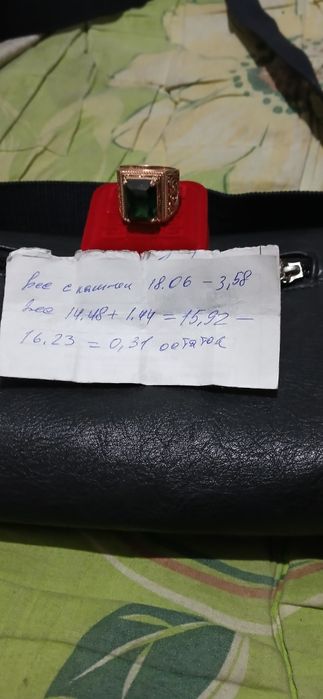 вес с камнем 18.06 – 3,58
вес 14.48 + 1.44 = 15,92 –
16.23 = 0,31 остаток